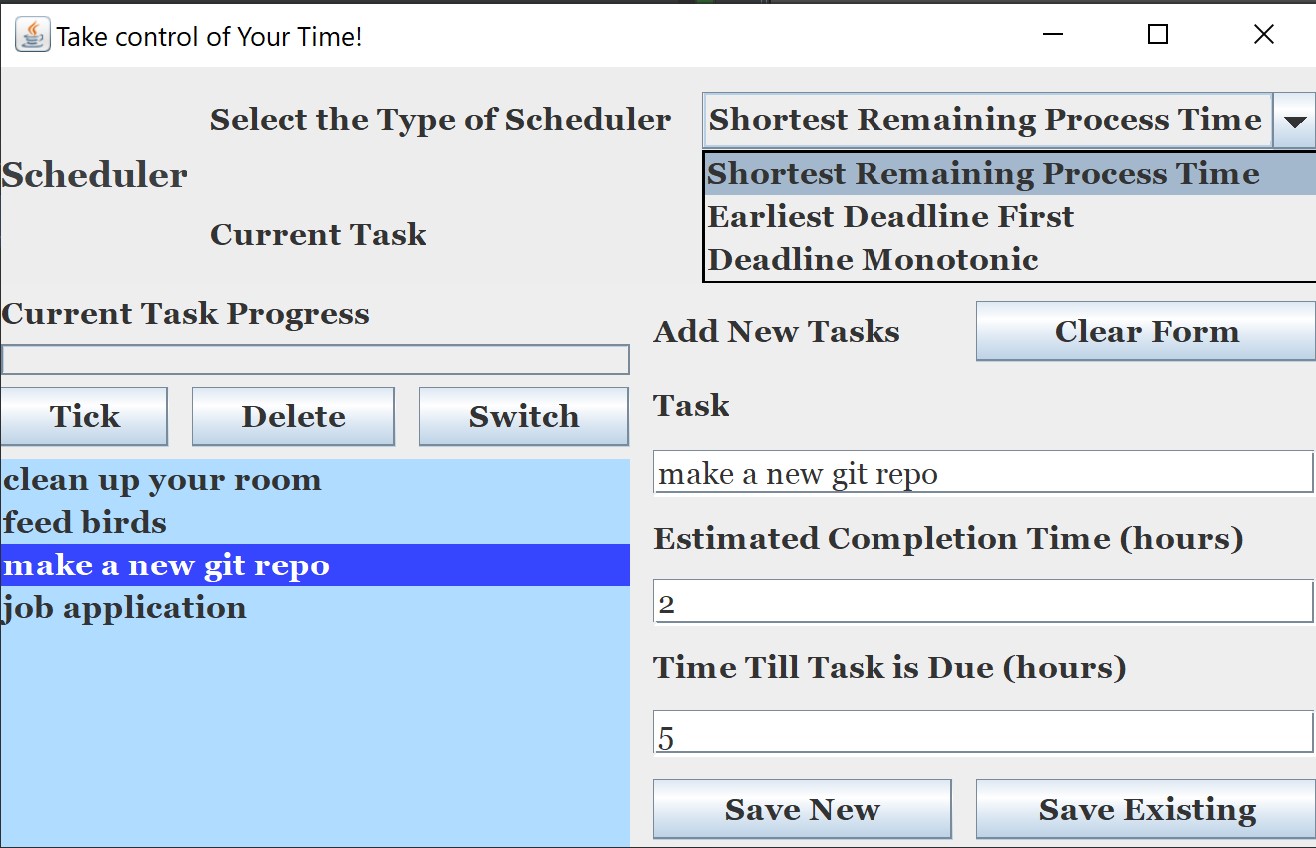 Take control of Your Time!
Select the Type of Scheduler
Shortest Remaining Process Time
Shortest Remaining Process Time
Earliest Deadline First
Deadline Monotonic
Scheduler
Current Task
Current Task Progress
Tick
Delete
Switch
clean up your room
feed birds
make a new git repo
job application
Add New Tasks
Clear Form
Task
make a new git repo
Estimated Completion Time (hours)
2
Time Till Task is Due (hours)
5
Save New
Save Existing